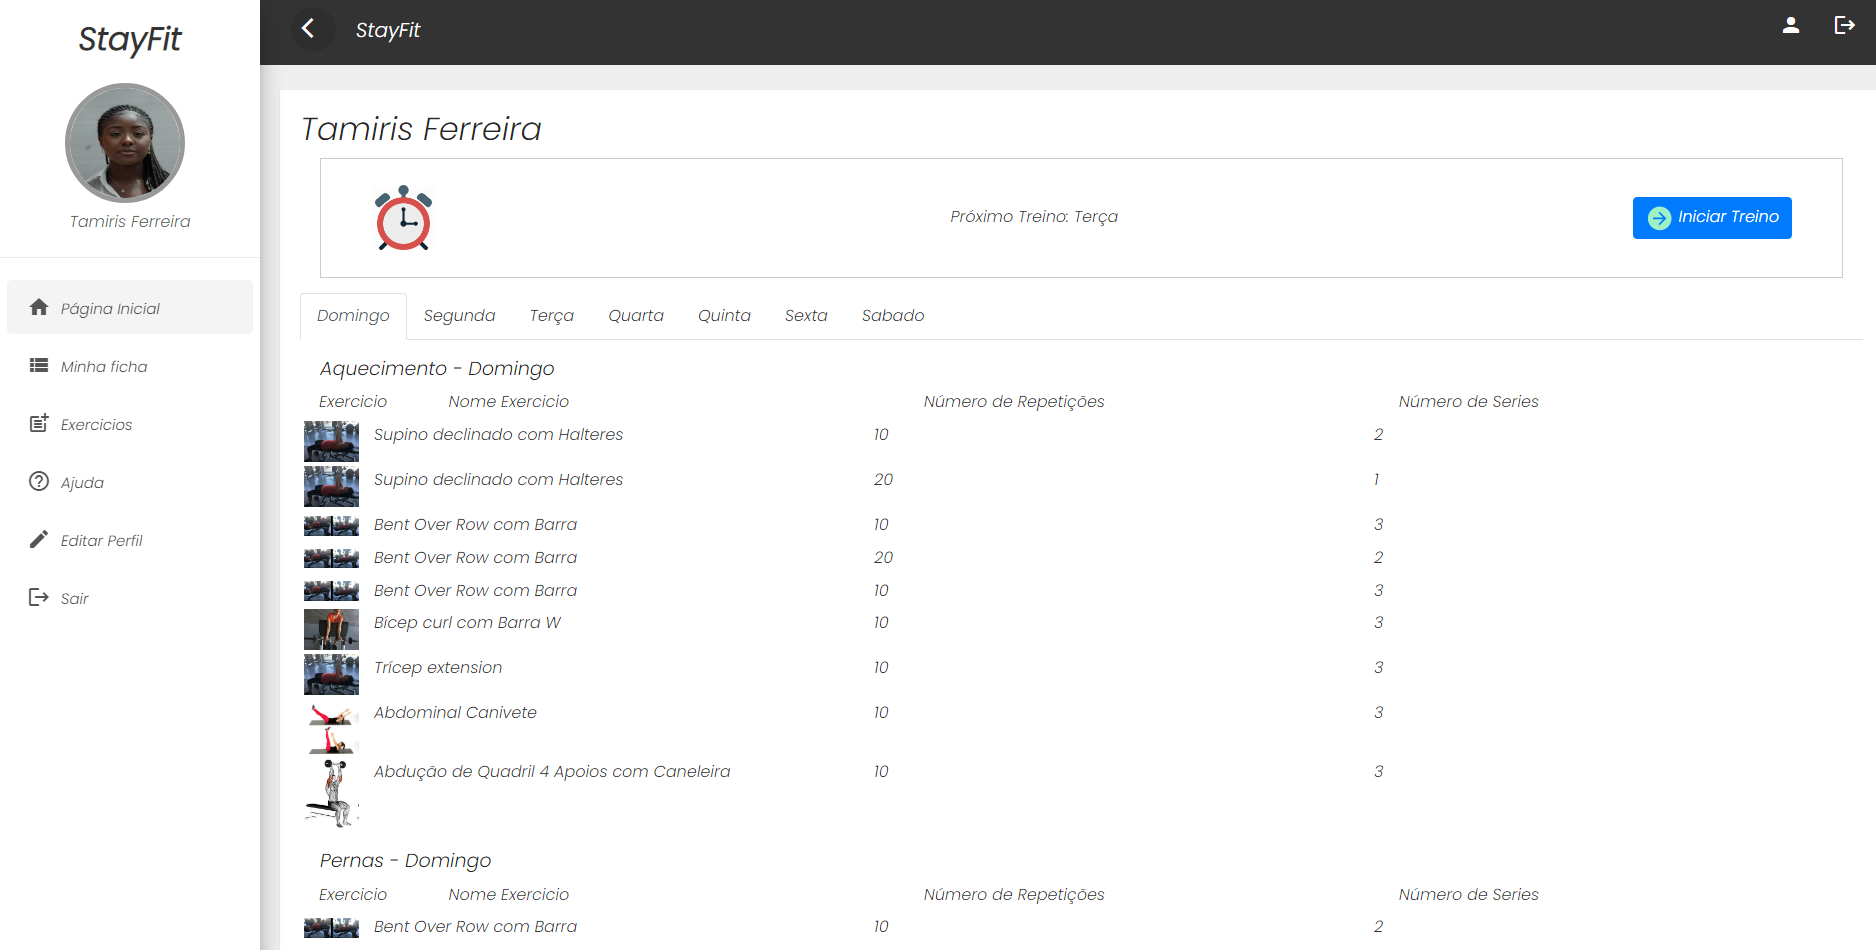 StayFit
Tamiris Ferreira
Página Inicial
Minha ficha
Exercicios
Ajuda
Editar Perfil
Sair
StayFit
Tamiris Ferreira
Próximo Treino: Terça
Iniciar Treino
Domingo Segunda Terça Quarta Quinta Sexta Sabado
Aquecimento - Domingo
Exercicio Nome Exercicio Número de Repetições Número de Series
Supino declinado com Halteres 10 2
Supino declinado com Halteres 20 1
Bent Over Row com Barra 10 3
Bent Over Row com Barra 20 2
Bent Over Row com Barra 10 3
Bícep curl com Barra W 10 3
Trícep extension 10 3
Abdominal Canivete 10 3
Abdução de Quadril 4 Apoios com Caneleira 10 3
Pernas - Domingo
Exercicio Nome Exercicio Número de Repetições Número de Series
Bent Over Row com Barra 10 2